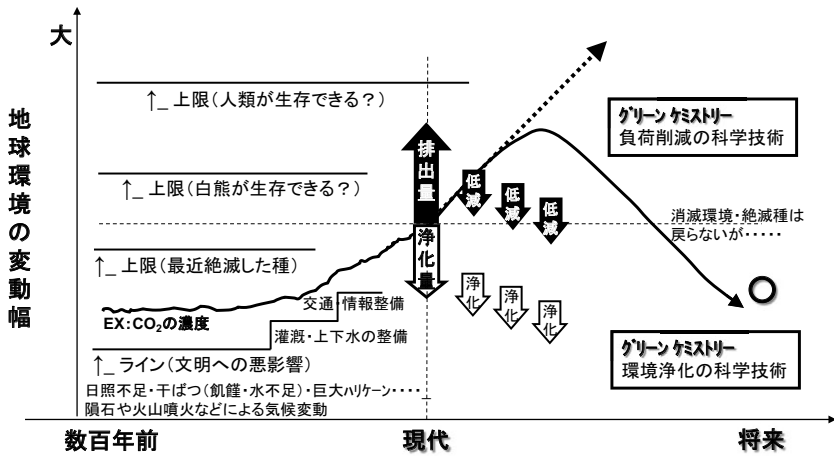 大
地球環境の変動幅
↑_ 上限（人類が生存できる？）
↑_ 上限（白熊が生存できる？）
↑_ 上限（最近絶滅した種）
EX:CO₂の濃度
交通・情報整備
灌漑・上下水の整備
↑_ ライン（文明への悪影響）
日照不足・干ばつ（飢饉・水不足）・巨大ﾊﾘケーン‥‥
隕石や火山噴火などによる気候変動
排出量
浄化量
低減
低減
低減
浄化
浄化
浄化
グリーン ケミストリー
負荷削減の科学技術
消滅環境・絶滅種は
戻らないが‥‥‥
グリーン ケミストリー
環境浄化の科学技術
数百年前
現代
将来